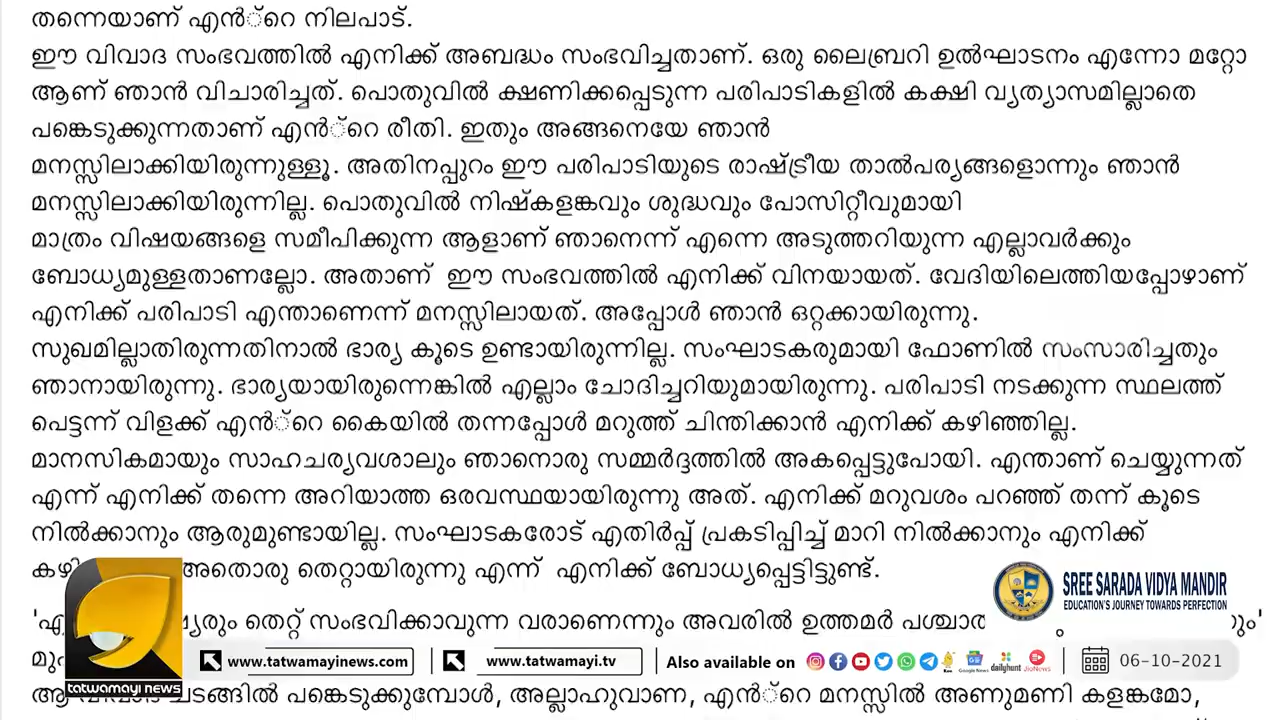 തന്നെയാണ് എൻ്റെ നിലപാട്.
ഈ വിവാദ സംഭവത്തിൽ എനിക്ക് അബദ്ധം സംഭവിച്ചതാണ്. ഒരു ലൈബ്രറി ഉൽഘാടനം എന്നോ മറ്റോ
ആണ് ഞാൻ വിചാരിച്ചത്. പൊതുവിൽ ക്ഷണിക്കപ്പെടുന്ന പരിപാടികളിൽ കക്ഷി വ്യത്യാസമില്ലാതെ
പങ്കെടുക്കുന്നതാണ് എൻ്റെ രീതി. ഇതും അങ്ങനെയേ ഞാൻ
മനസ്സിലാക്കിയിരുന്നുള്ളൂ. അതിനപ്പുറം ഈ പരിപാടിയുടെ രാഷ്ട്രീയ താൽപര്യങ്ങളൊന്നും ഞാൻ
മനസ്സിലാക്കിയിരുന്നില്ല. പൊതുവിൽ നിഷ്കളങ്കവും ശുദ്ധവും പോസിറ്റീവുമായി
മാത്രം വിഷയങ്ങളെ സമീപിക്കുന്ന ആളാണ് ഞാനെന്ന് എന്നെ അടുത്തറിയുന്ന എല്ലാവർക്കും
ബോധ്യമുള്ളതാണല്ലോ. അതാണ് ഈ സംഭവത്തിൽ എനിക്ക് വിനയായത്. വേദിയിലെത്തിയപ്പോഴാണ്
എനിക്ക് പരിപാടി എന്താണെന്ന് മനസ്സിലായത്. അപ്പോൾ ഞാൻ ഒറ്റക്കായിരുന്നു.
സുഖമില്ലാതിരുന്നതിനാൽ ഭാര്യ കൂടെ ഉണ്ടായിരുന്നില്ല. സംഘാടകരുമായി ഫോണിൽ സംസാരിച്ചതും
ഞാനായിരുന്നു. ഭാര്യയായിരുന്നെങ്കിൽ എല്ലാം ചോദിച്ചറിയുമായിരുന്നു. പരിപാടി നടക്കുന്ന സ്ഥലത്ത്
പെട്ടന്ന് വിളക്ക് എൻ്റെ കൈയിൽ തന്നപ്പോൾ മറുത്ത് ചിന്തിക്കാൻ എനിക്ക് കഴിഞ്ഞില്ല.
മാനസികമായും സാഹചര്യവശാലും ഞാനൊരു സമ്മർദ്ദത്തിൽ അകപ്പെട്ടുപോയി. എന്താണ് ചെയ്യുന്നത്
എന്ന് എനിക്ക് തന്നെ അറിയാത്ത ഒരവസ്ഥയായിരുന്നു അത്. എനിക്ക് മറുവശം പറഞ്ഞ് തന്ന് കൂടെ
നിൽക്കാനും ആരുമുണ്ടായില്ല. സംഘാടകരോട് എതിർപ്പ് പ്രകടിപ്പിച്ച് മാറി നിൽക്കാനും എനിക്ക്
അതൊരു തെറ്റായിരുന്നു എന്ന് എനിക്ക് ബോധ്യപ്പെട്ടിട്ടുണ്ട്.
SREE SARADA VIDYA MANDIR
EDUCATION'S JOURNEY TOWARDS PERFECTION
തെറ്റ് സംഭവിക്കാവുന്ന വരാണെന്നും അവരിൽ ഉത്തമർ
www.tatwamayinews.com
www.tatwamayi.tv
Also available on
Google News
dailyhunt
JioNews
06-10-2021
tatwamayi news
പങ്കെടുക്കുമ്പോൾ, അല്ലാഹുവാണ, എൻ്റെ മനസ്സിൽ അണുമണി കളങ്കമോ,